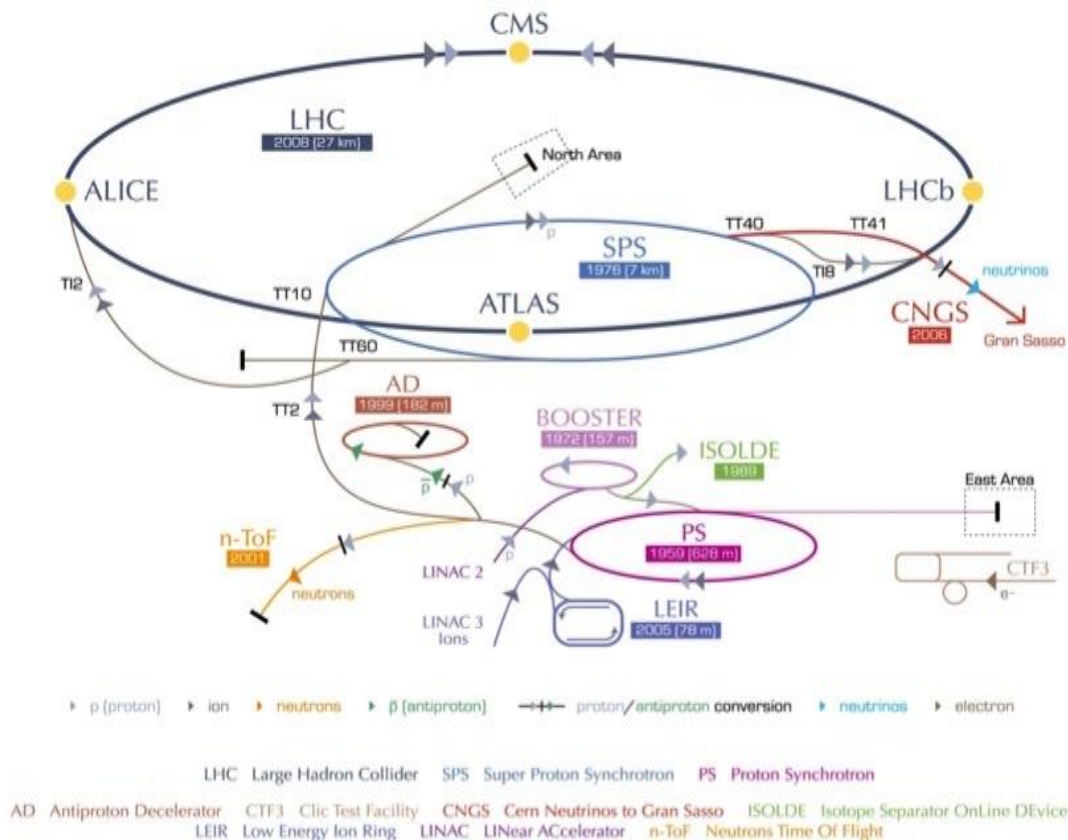 CMS
LHC
2008 (27 km)
North Area
ALICE
LHCb
TT40
TT41
p
SPS
1976 (7 km)
TI8
neutrinos
TI2
TT10
ATLAS
CNGS
2006
Gran Sasso
TT60
AD
1999 (182 m)
TT2
BOOSTER
1972 (157 m)
ISOLDE
1989
p̅
p
East Area
n-ToF
2001
p
PS
1959 (628 m)
LINAC 2
neutrons
CTF3
e-
LEIR
2005 (78 m)
LINAC 3
Ions
p (proton) ion neutrons p̅ (antiproton) proton/antiproton conversion neutrinos electron
LHC Large Hadron Collider SPS Super Proton Synchrotron PS Proton Synchrotron
AD Antiproton Decelerator CTF3 Clic Test Facility CNGS Cern Neutrinos to Gran Sasso ISOLDE Isotope Separator OnLine DEvice
LEIR Low Energy Ion Ring LINAC LINear ACcelerator n-ToF Neutrons Time Of Flight